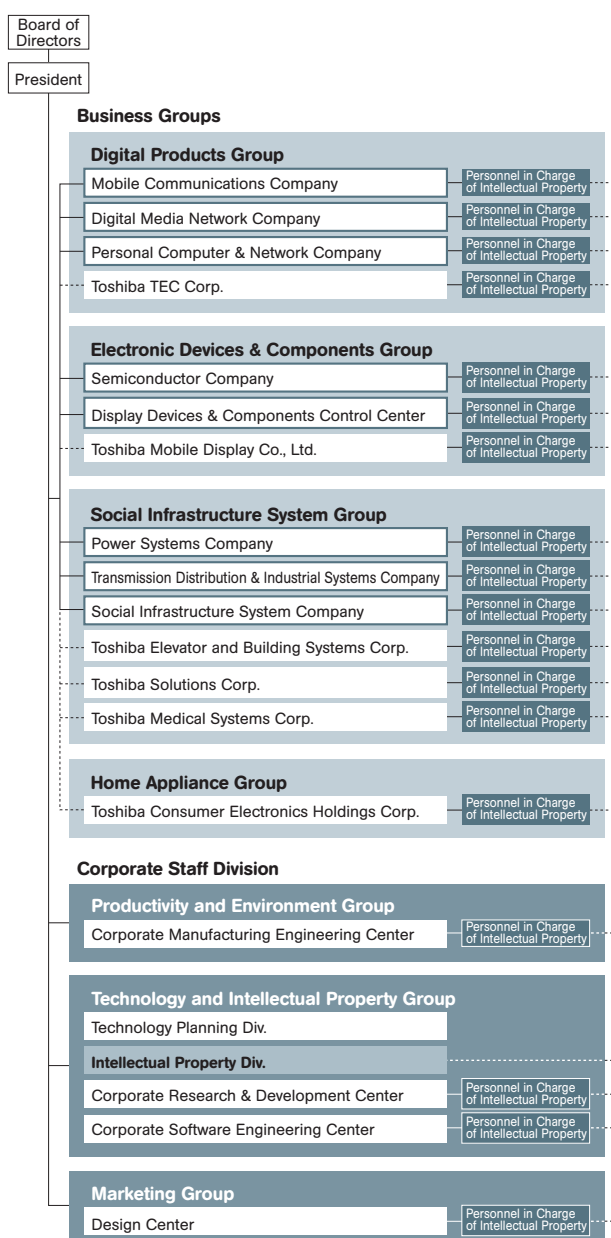 Board of
Directors
President
Business Groups
Digital Products Group
Mobile Communications Company
Personnel in Charge
of Intellectual Property
Digital Media Network Company
Personnel in Charge
of Intellectual Property
Personal Computer & Network Company
Personnel in Charge
of Intellectual Property
Toshiba TEC Corp.
Personnel in Charge
of Intellectual Property
Electronic Devices & Components Group
Semiconductor Company
Personnel in Charge
of Intellectual Property
Display Devices & Components Control Center
Personnel in Charge
of Intellectual Property
Toshiba Mobile Display Co., Ltd.
Personnel in Charge
of Intellectual Property
Social Infrastructure System Group
Power Systems Company
Personnel in Charge
of Intellectual Property
Transmission Distribution & Industrial Systems Company
Personnel in Charge
of Intellectual Property
Social Infrastructure System Company
Personnel in Charge
of Intellectual Property
Toshiba Elevator and Building Systems Corp.
Personnel in Charge
of Intellectual Property
Toshiba Solutions Corp.
Personnel in Charge
of Intellectual Property
Toshiba Medical Systems Corp.
Personnel in Charge
of Intellectual Property
Home Appliance Group
Toshiba Consumer Electronics Holdings Corp.
Personnel in Charge
of Intellectual Property
Corporate Staff Division
Productivity and Environment Group
Corporate Manufacturing Engineering Center
Personnel in Charge
of Intellectual Property
Technology and Intellectual Property Group
Technology Planning Div.
Intellectual Property Div.
Corporate Research & Development Center
Personnel in Charge
of Intellectual Property
Corporate Software Engineering Center
Personnel in Charge
of Intellectual Property
Marketing Group
Design Center
Personnel in Charge
of Intellectual Property